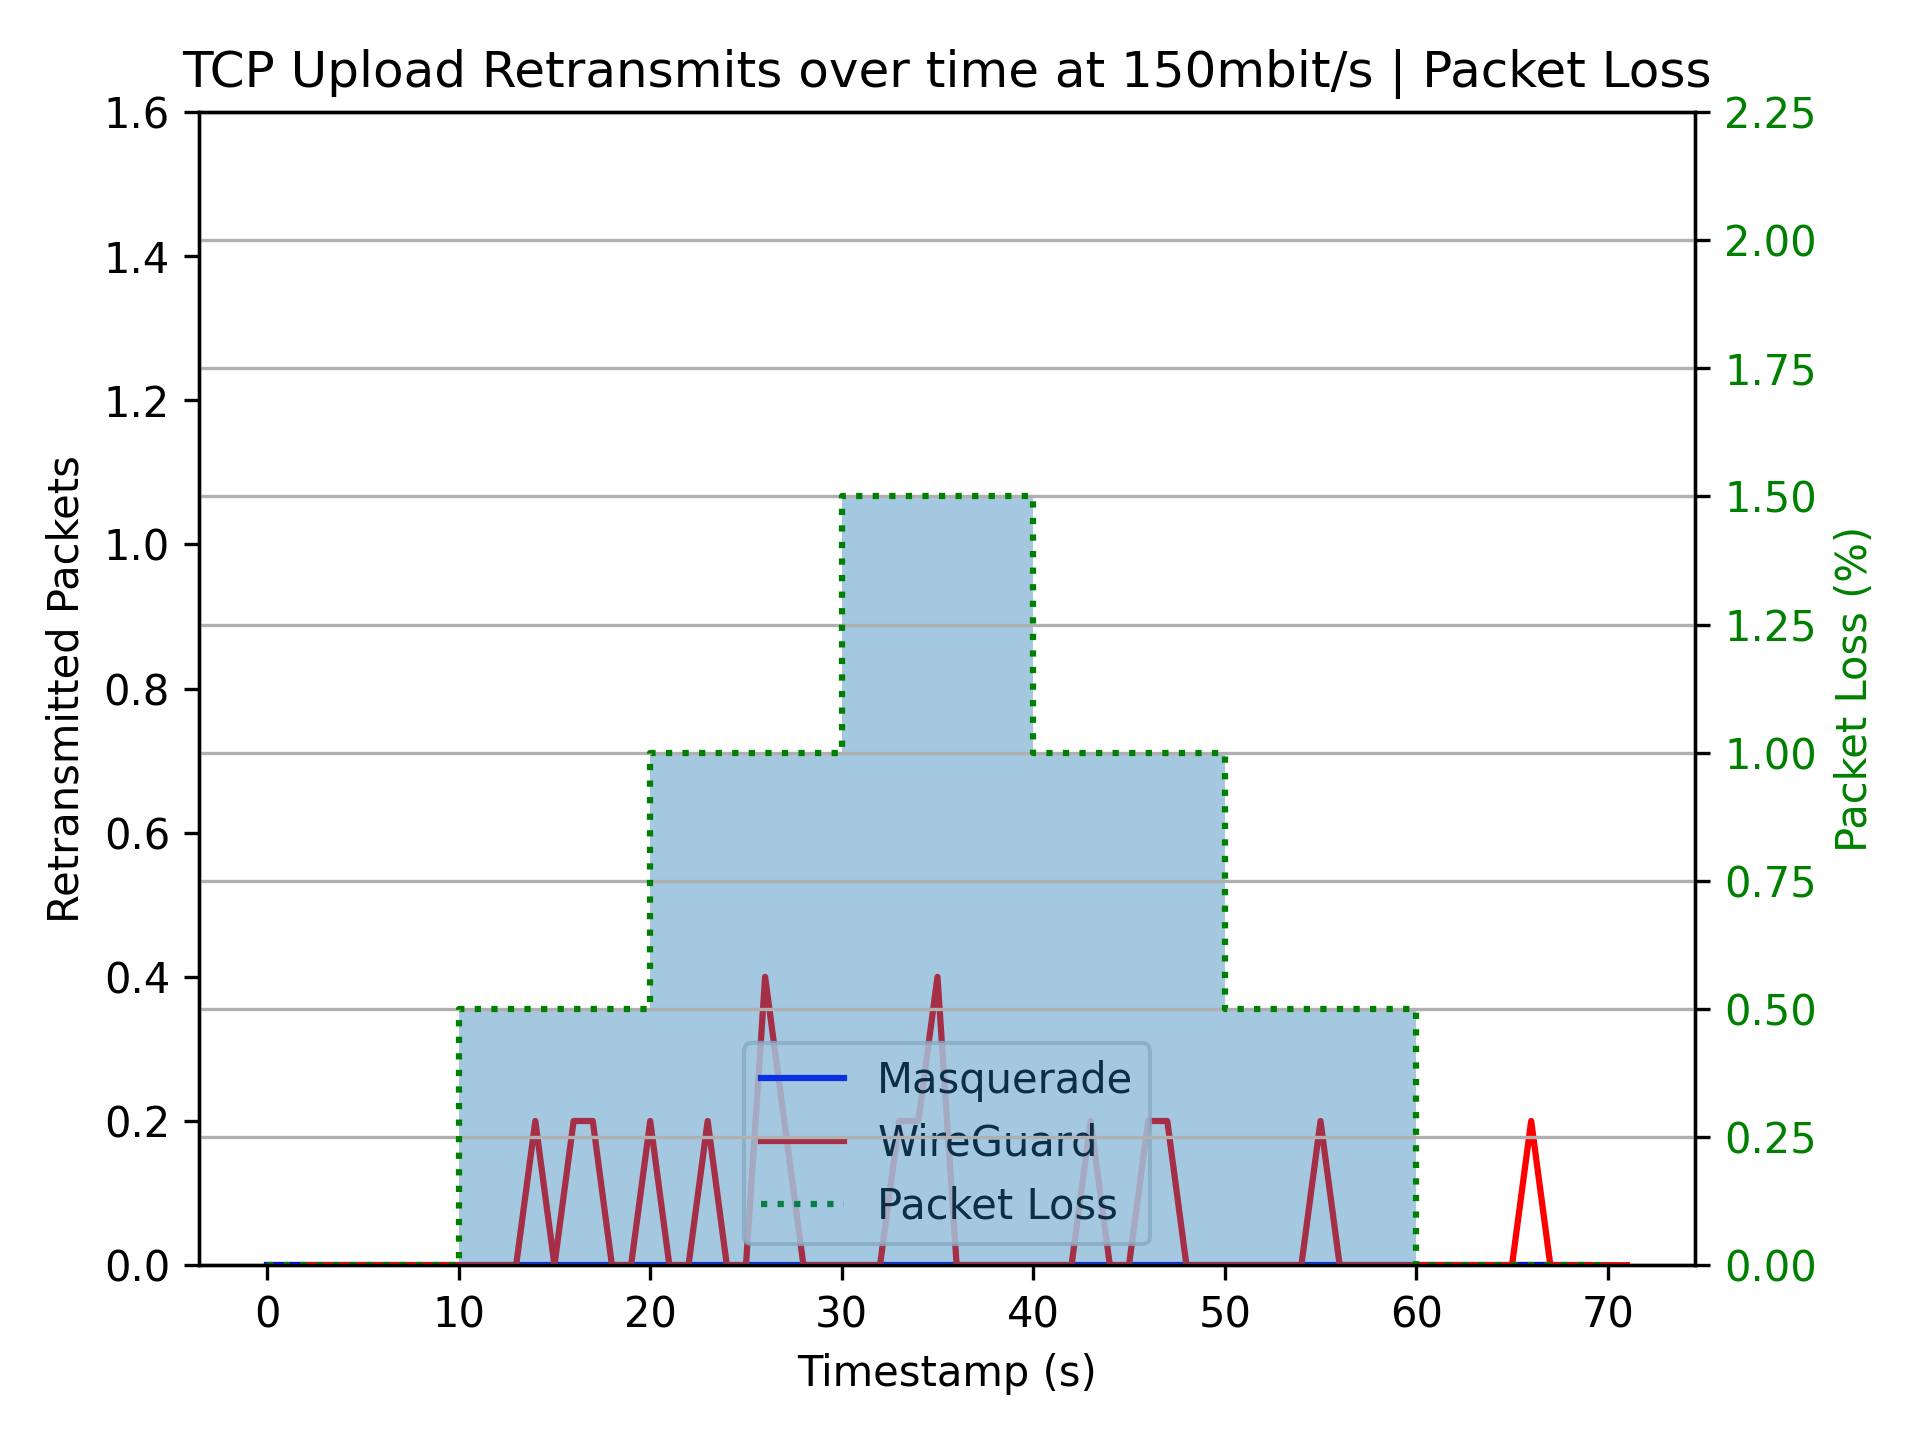 TCP Upload Retransmits over time at 150mbit/s | Packet Loss
1.6
1.4
1.2
1.0
0.8
0.6
0.4
0.2
0.0
Retransmitted Packets
2.25
2.00
1.75
1.50
1.25
1.00
0.75
0.50
0.25
0.00
Packet Loss (%)
Masquerade
WireGuard
Packet Loss
0 10 20 30 40 50 60 70
Timestamp (s)